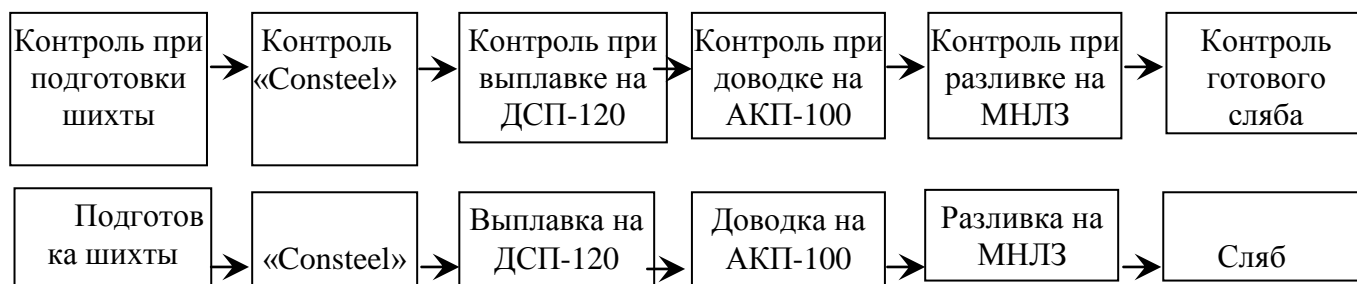 Контроль при
подготовки
шихты
Контроль
«Consteel»
Контроль при
выплавке на
ДСП-120
Контроль при
доводке на
АКП-100
Контроль при
разливке на
МНЛЗ
Контроль
готового
сляба
Подготов
ка шихты
«Consteel»
Выплавка на
ДСП-120
Доводка на
АКП-100
Разливка на
МНЛЗ
Сляб